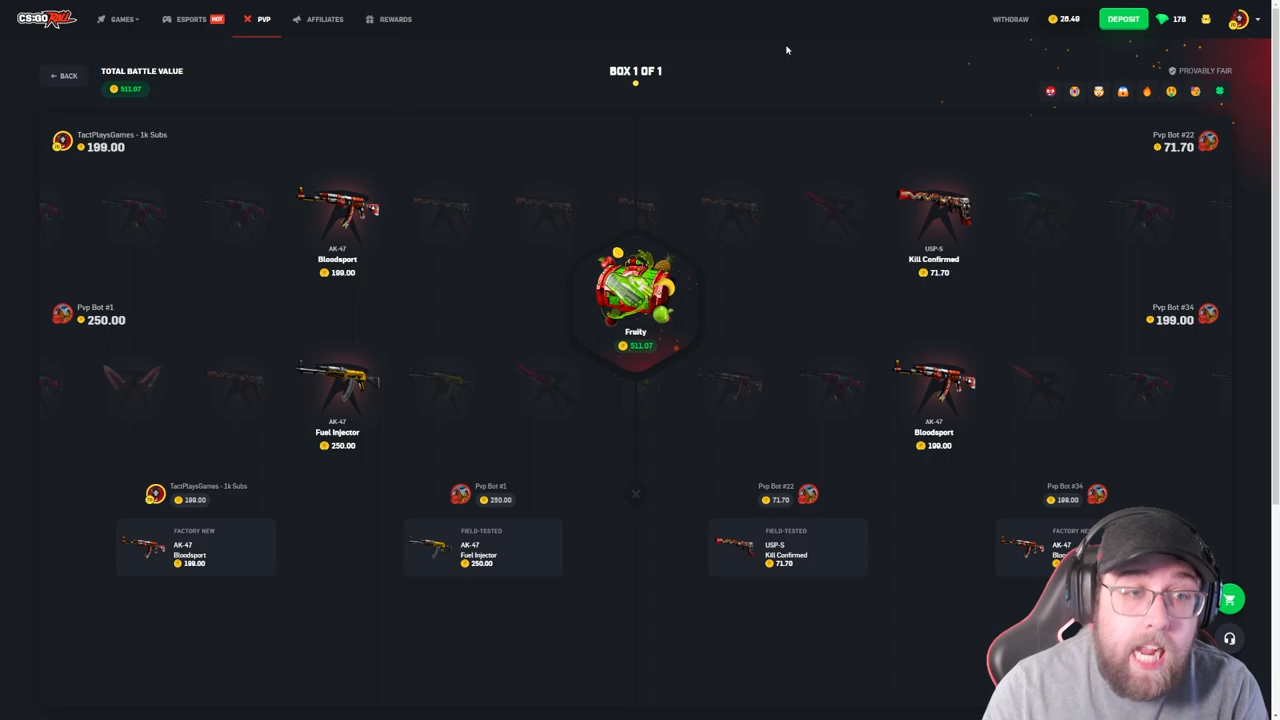 CS:GO ROLL
GAMES
ESPORTS HOT
PVP
AFFILIATES
REWARDS
WITHDRAW
26.49
DEPOSIT
178
← BACK
TOTAL BATTLE VALUE
511.07
BOX 1 OF 1
PROVABLY FAIR
TactPlaysGames - 1k Subs
199.00
Pvp Bot #22
71.70
AK-47
Bloodsport
199.00
USP-S
Kill Confirmed
71.70
Fruity
511.07
Pvp Bot #1
250.00
Pvp Bot #34
199.00
AK-47
Fuel Injector
250.00
AK-47
Bloodsport
199.00
TactPlaysGames - 1k Subs
199.00
Pvp Bot #1
250.00
Pvp Bot #22
71.70
Pvp Bot #34
199.00
FACTORY NEW
AK-47
Bloodsport
199.00
FIELD-TESTED
AK-47
Fuel Injector
250.00
FIELD-TESTED
USP-S
Kill Confirmed
71.70
FACTORY NEW
AK-47